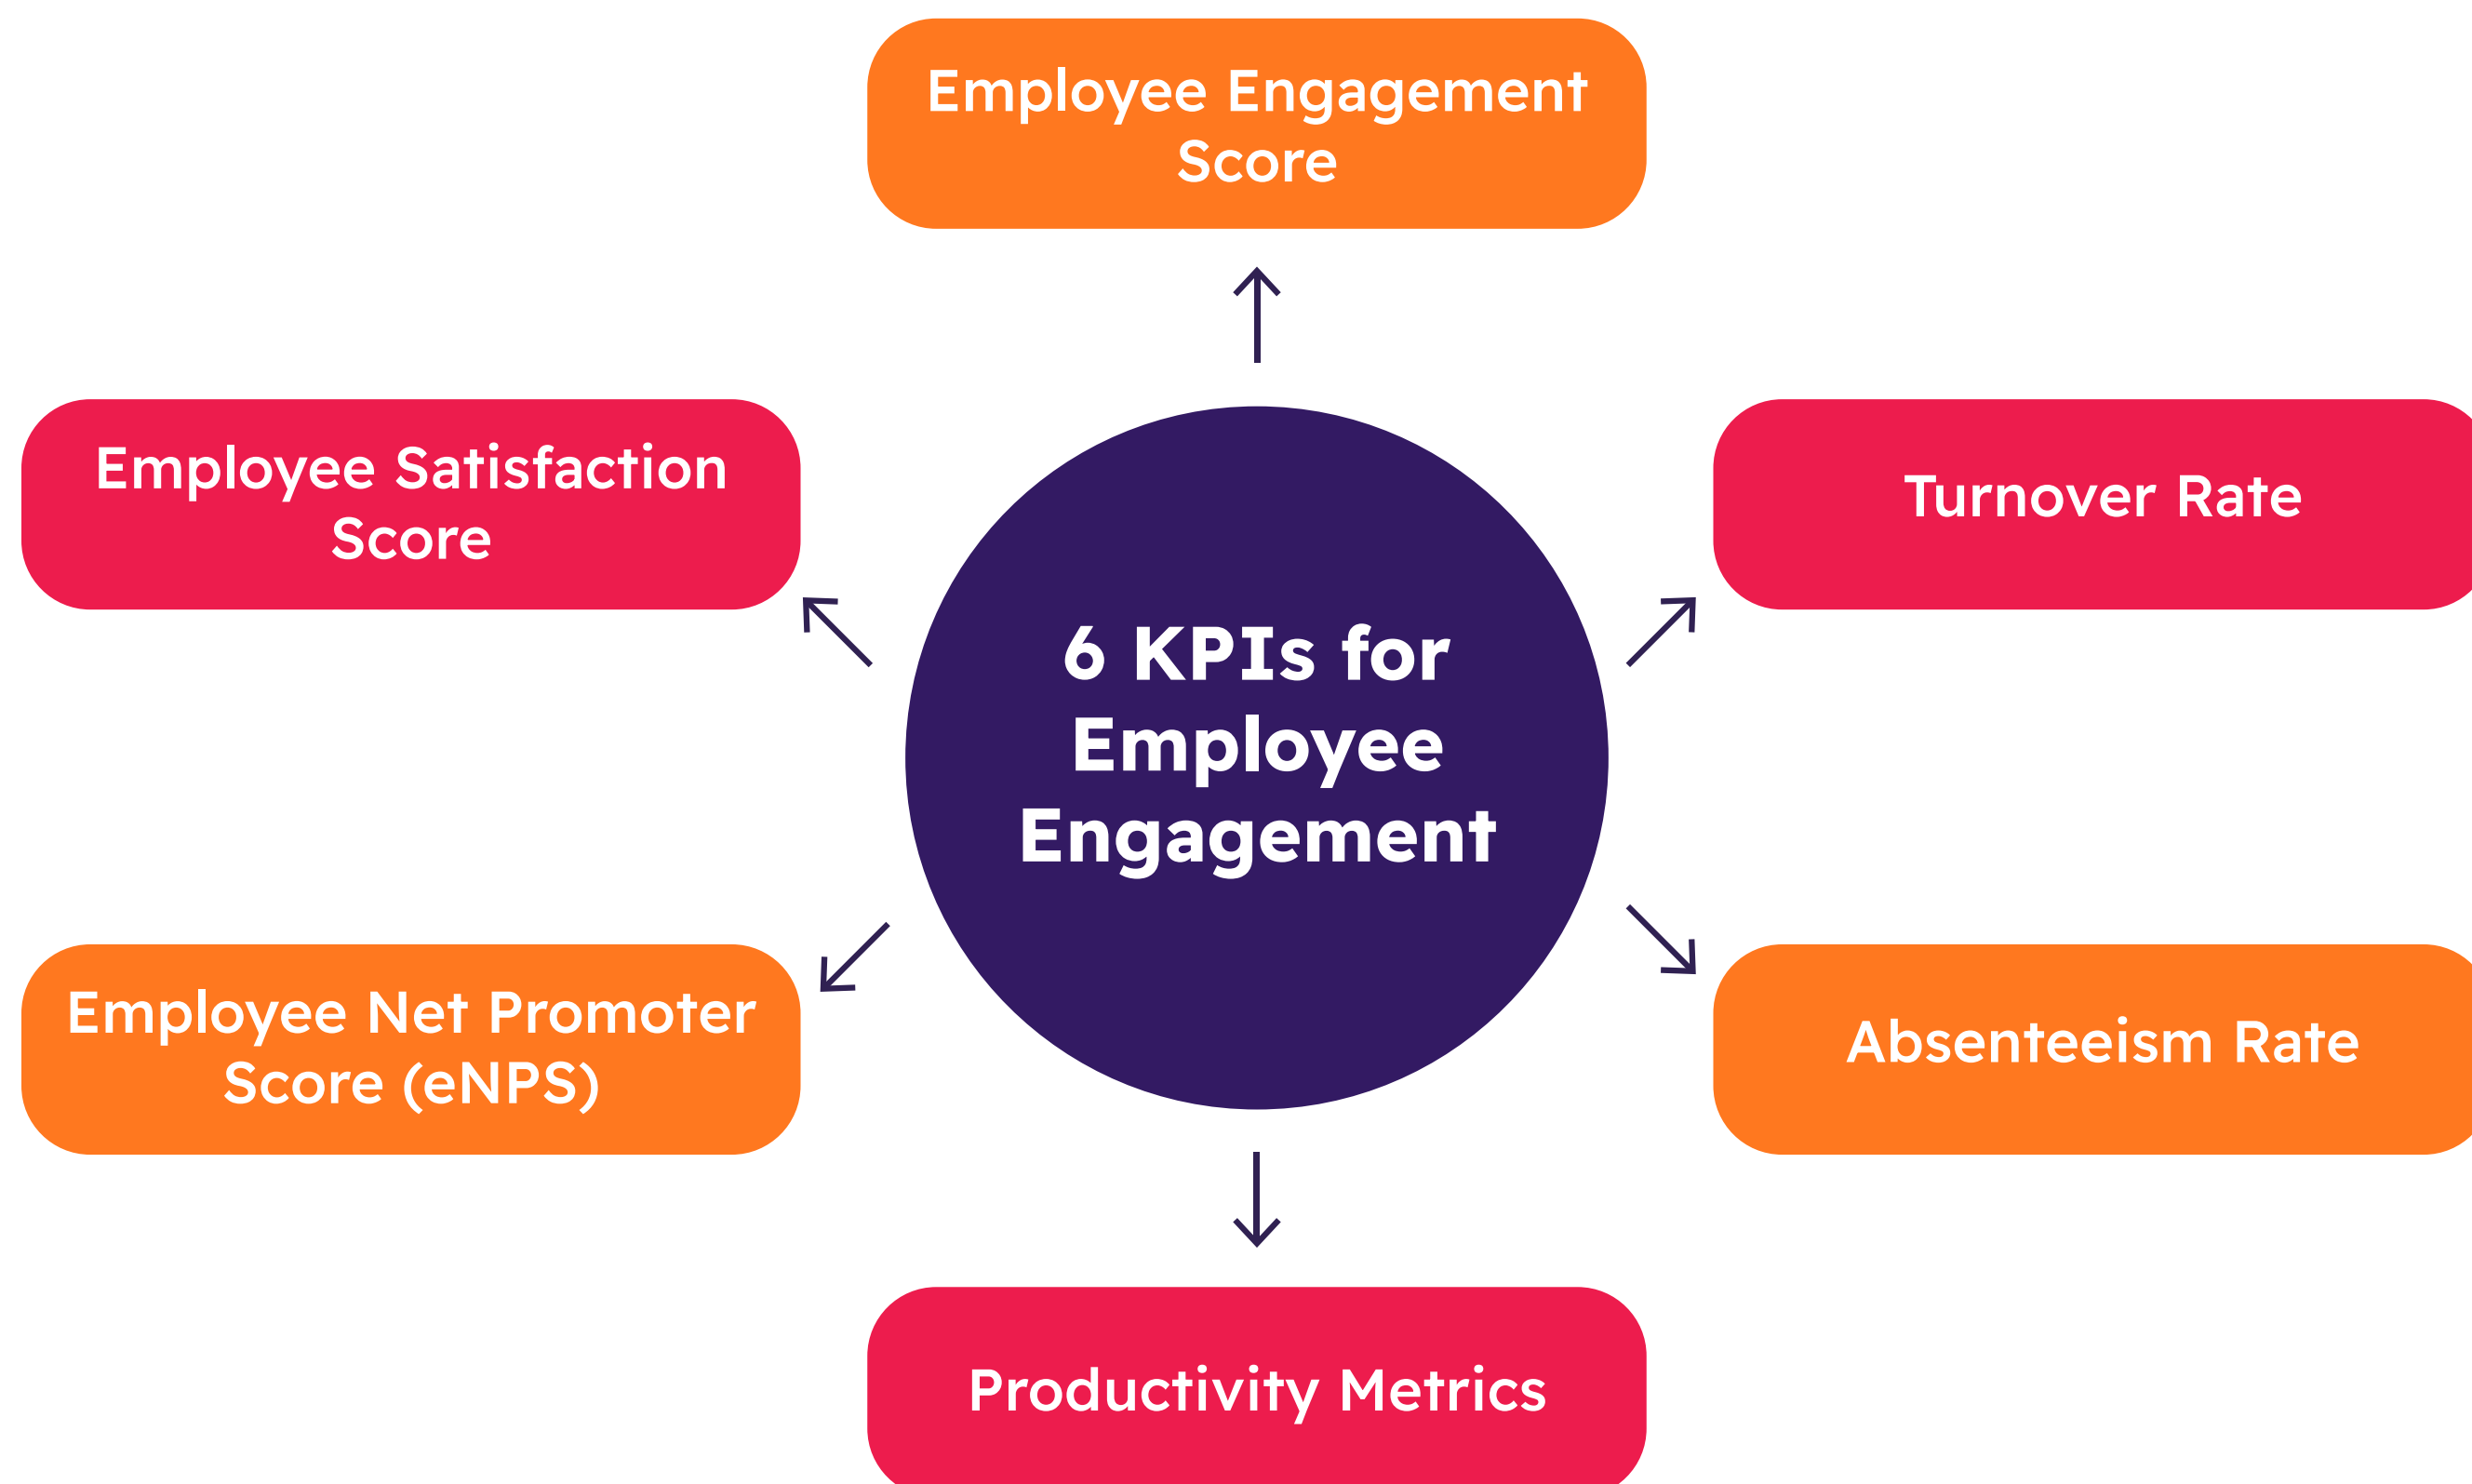 Employee Engagement
Score
Employee Satisfaction
Score
Turnover Rate
6 KPIs for
Employee
Engagement
Employee Net Promoter
Score (eNPS)
Absenteeism Rate
Productivity Metrics